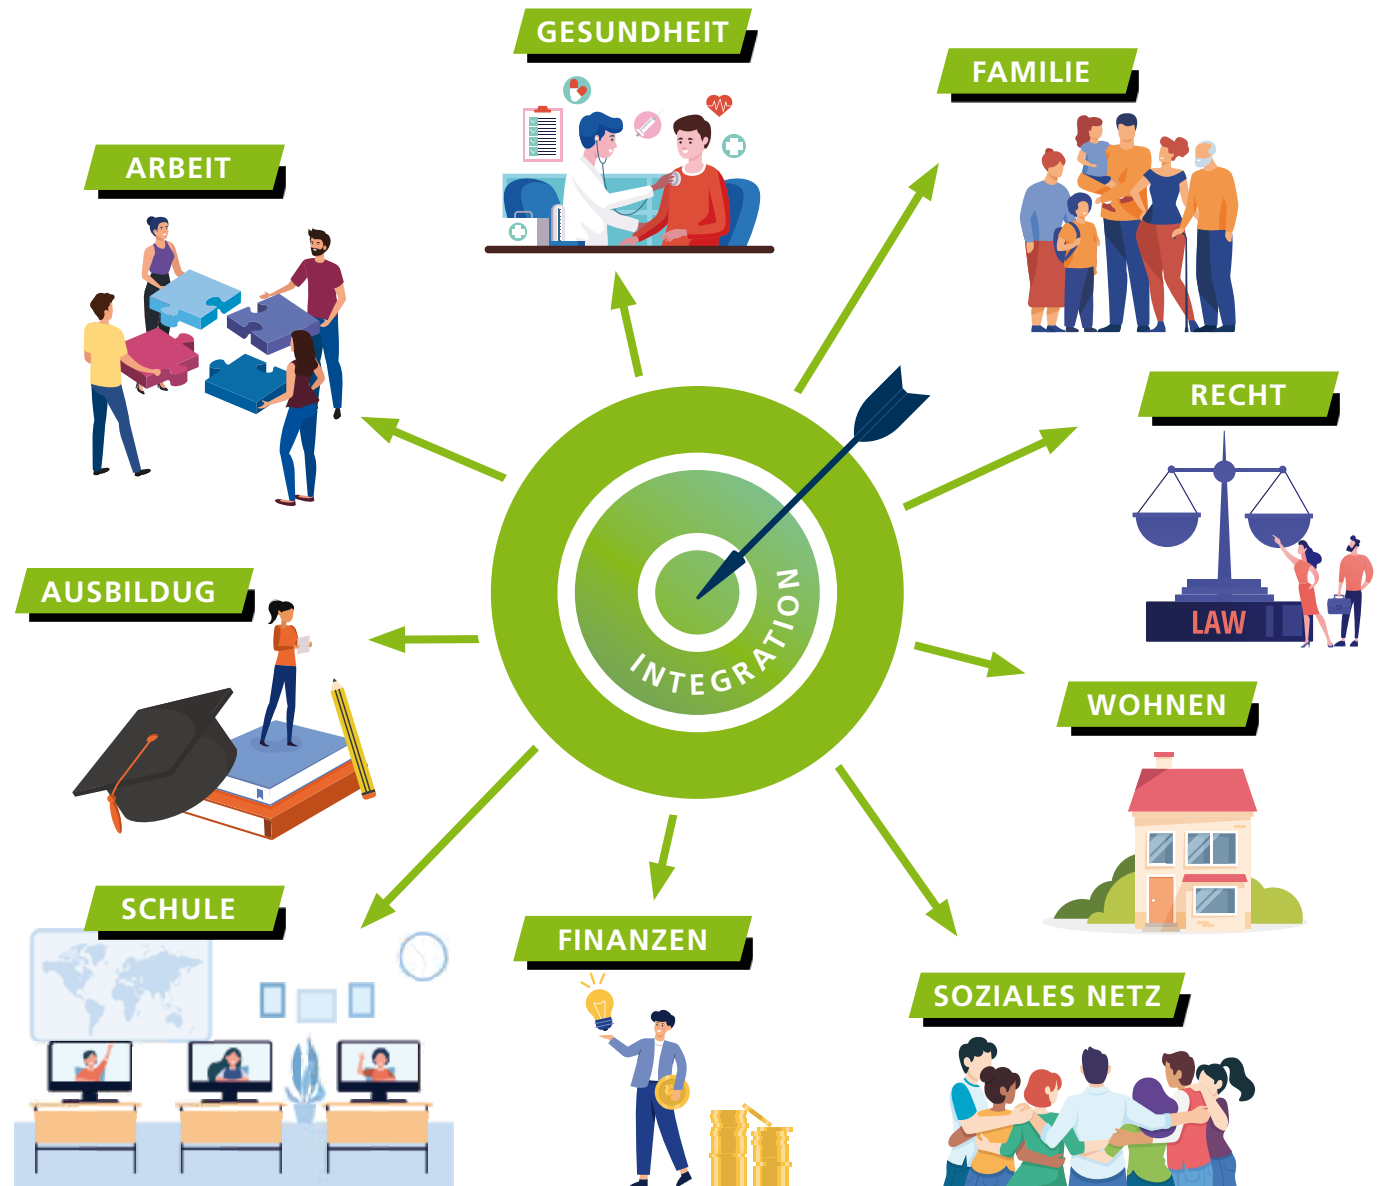 GESUNDHEIT
FAMILIE
ARBEIT
RECHT
LAW
INTEGRATION
AUSBILDUG
WOHNEN
SCHULE
FINANZEN
SOZIALES NETZ